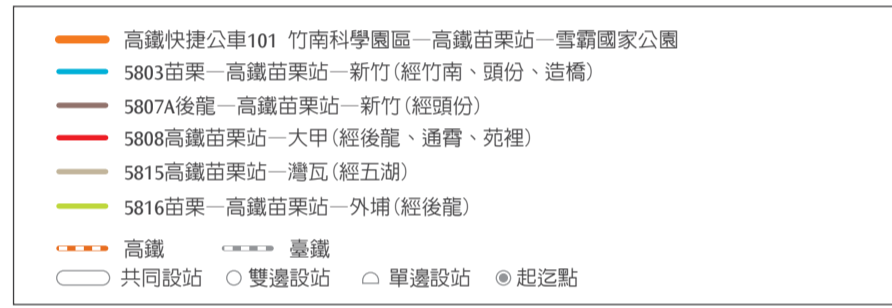 高鐵快捷公車101 竹南科學園區—高鐵苗栗站—雪霸國家公園
5803苗栗—高鐵苗栗站—新竹(經竹南、頭份、造橋)
5807A後龍—高鐵苗栗站—新竹(經頭份)
5808高鐵苗栗站—大甲(經後龍、通霄、苑裡)
5815高鐵苗栗站—灣瓦(經五湖)
5816苗栗—高鐵苗栗站—外埔(經後龍)
高鐵 臺鐵
共同設站 雙邊設站 單邊設站 起迄點